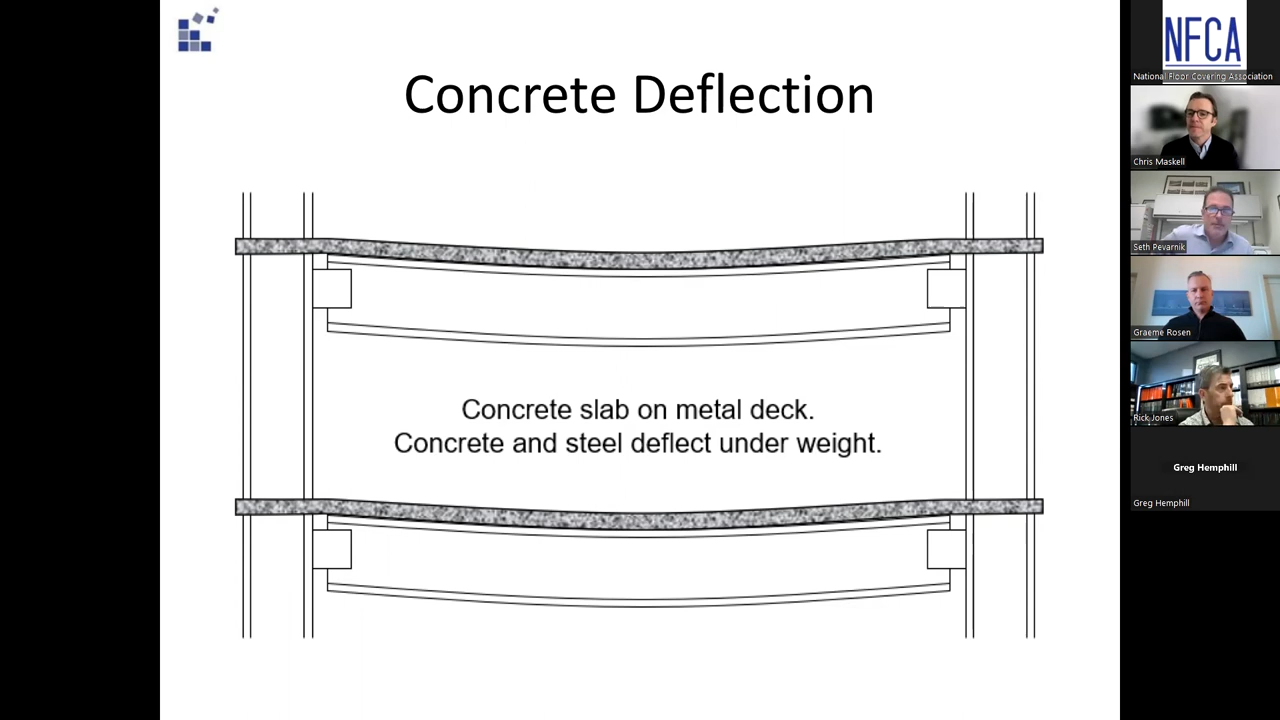 Concrete Deflection
Concrete slab on metal deck.
Concrete and steel deflect under weight.
NFCA
National Floor Covering Association
Chris Maskell
Seth Pevarnik
Graeme Rosen
Rick Jones
Greg Hemphill
Greg Hemphill